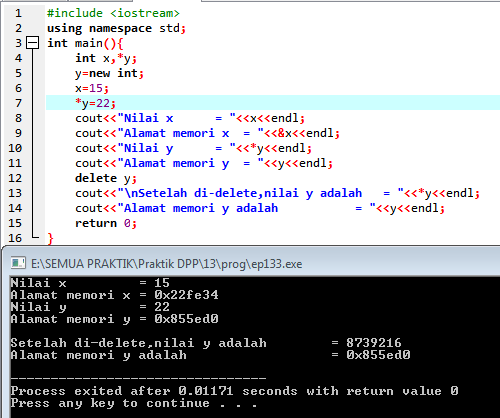 1 #include <iostream>
2 using namespace std;
3 int main(){
4 int x,*y;
5 y=new int;
6 x=15;
7 *y=22;
8 cout<<"Nilai x      = "<<x<<endl;
9 cout<<"Alamat memori x  = "<<&x<<endl;
10 cout<<"Nilai y      = "<<*y<<endl;
11 cout<<"Alamat memori y  = "<<y<<endl;
12 delete y;
13 cout<<"\nSetelah di-delete,nilai y adalah   = "<<*y<<endl;
14 cout<<"Alamat memori y adalah           = "<<y<<endl;
15 return 0;
16 }
E:\SEMUA PRAKTIK\Praktik DPP\13\prog\ep133.exe
Nilai x         = 15
Alamat memori x = 0x22fe34
Nilai y         = 22
Alamat memori y = 0x855ed0
Setelah di-delete,nilai y adalah        = 8739216
Alamat memori y adalah                  = 0x855ed0
--------------------------------
Process exited after 0.01171 seconds with return value 0
Press any key to continue . . .